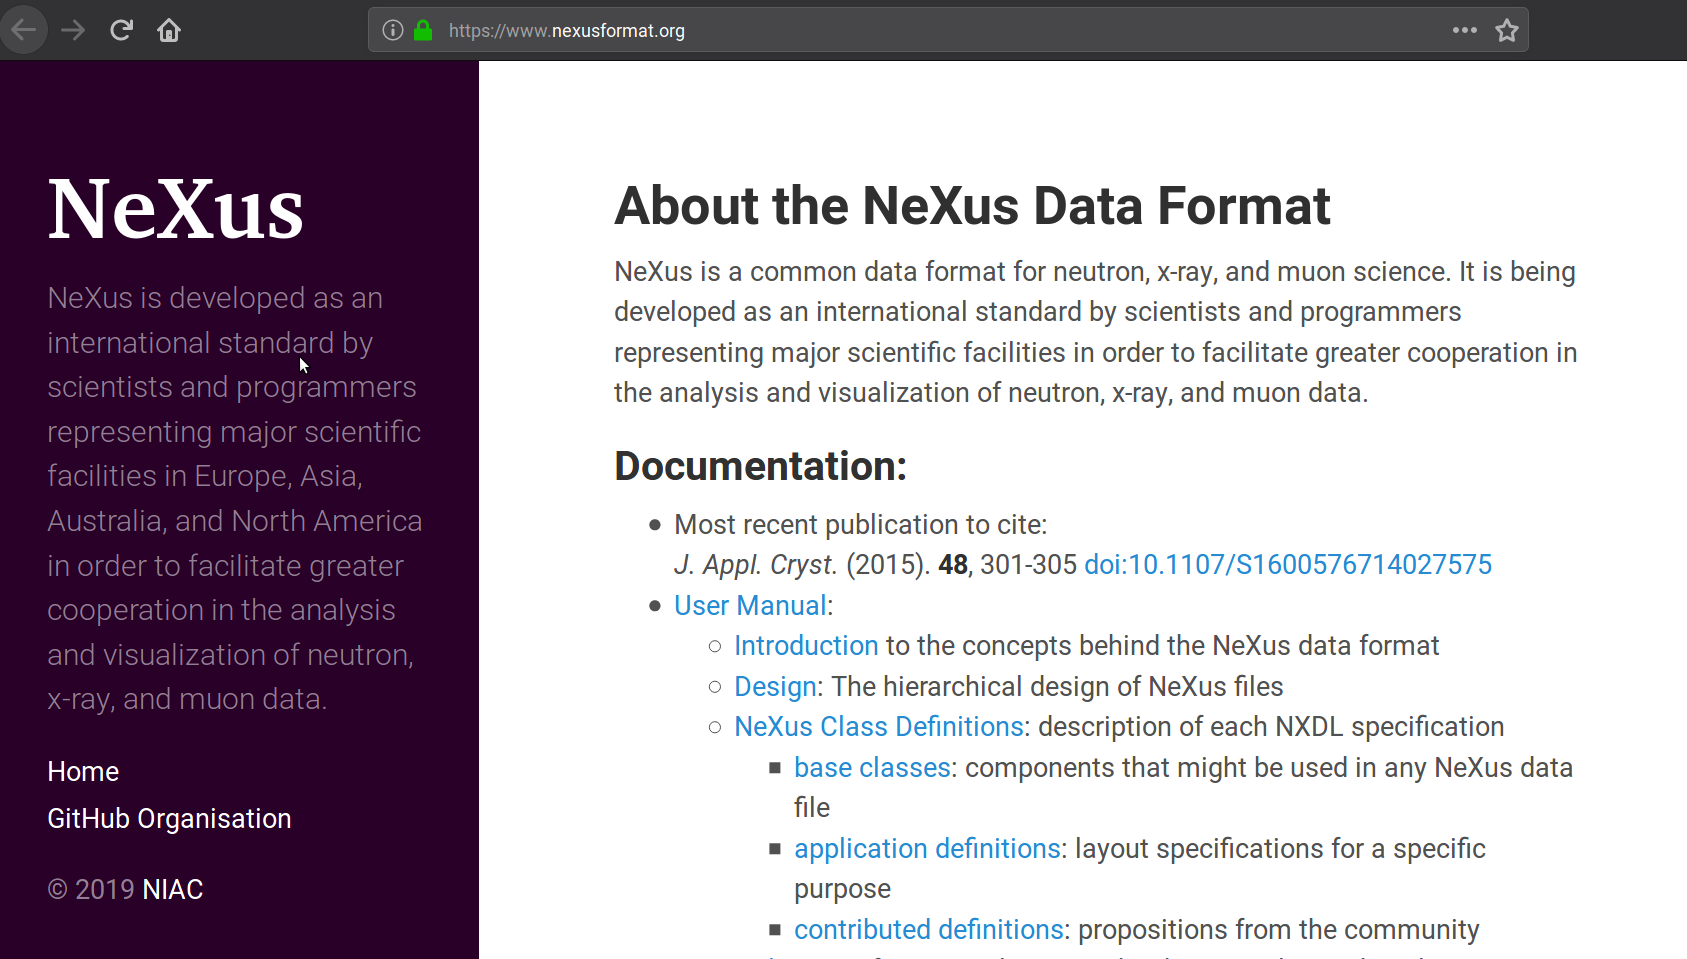 https://www.nexusformat.org
NeXus
NeXus is developed as an
international standard by
scientists and programmers
representing major scientific
facilities in Europe, Asia,
Australia, and North America
in order to facilitate greater
cooperation in the analysis
and visualization of neutron,
x-ray, and muon data.
Home
GitHub Organisation
© 2019 NIAC
About the NeXus Data Format
NeXus is a common data format for neutron, x-ray, and muon science. It is being
developed as an international standard by scientists and programmers
representing major scientific facilities in order to facilitate greater cooperation in
the analysis and visualization of neutron, x-ray, and muon data.
Documentation:
Most recent publication to cite:
J. Appl. Cryst. (2015). 48, 301-305 doi:10.1107/S1600576714027575
User Manual:
Introduction to the concepts behind the NeXus data format
Design: The hierarchical design of NeXus files
NeXus Class Definitions: description of each NXDL specification
base classes: components that might be used in any NeXus data
file
application definitions: layout specifications for a specific
purpose
contributed definitions: propositions from the community